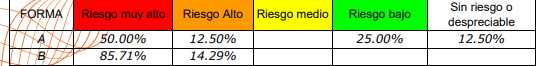 FORMA Riesgo muy alto Riesgo Alto Riesgo medio Riesgo bajo Sin riesgo o despreciable
A 50.00% 12.50% 25.00% 12.50%
B 85.71% 14.29%